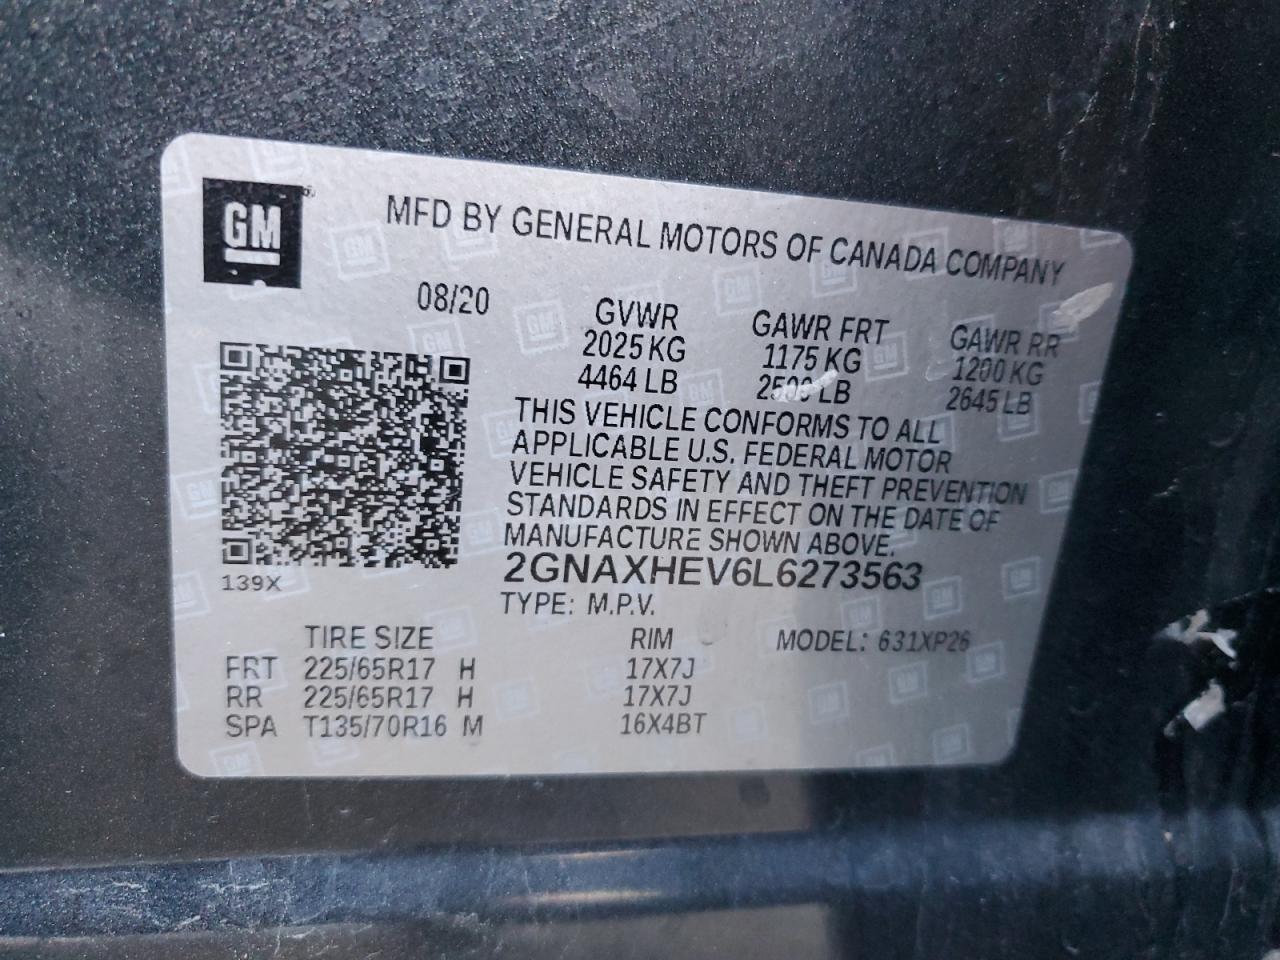 GM
MFD BY GENERAL MOTORS OF CANADA COMPANY
08/20 GVWR GAWR FRT GAWR RR
2025 KG 1175 KG 1200 KG
4464 LB LB 2645 LB
THIS VEHICLE CONFORMS TO ALL
APPLICABLE U.S. FEDERAL MOTOR
VEHICLE SAFETY AND THEFT PREVENTION
STANDARDS IN EFFECT ON THE DATE OF
MANUFACTURE SHOWN ABOVE.
139X
2GNAXHEV6L6273563
TYPE: M.P.V.
TIRE SIZE RIM MODEL: 631XP26
FRT 225/65R17 H 17X7J
RR 225/65R17 H 17X7J
SPA T135/70R16 M 16X4BT